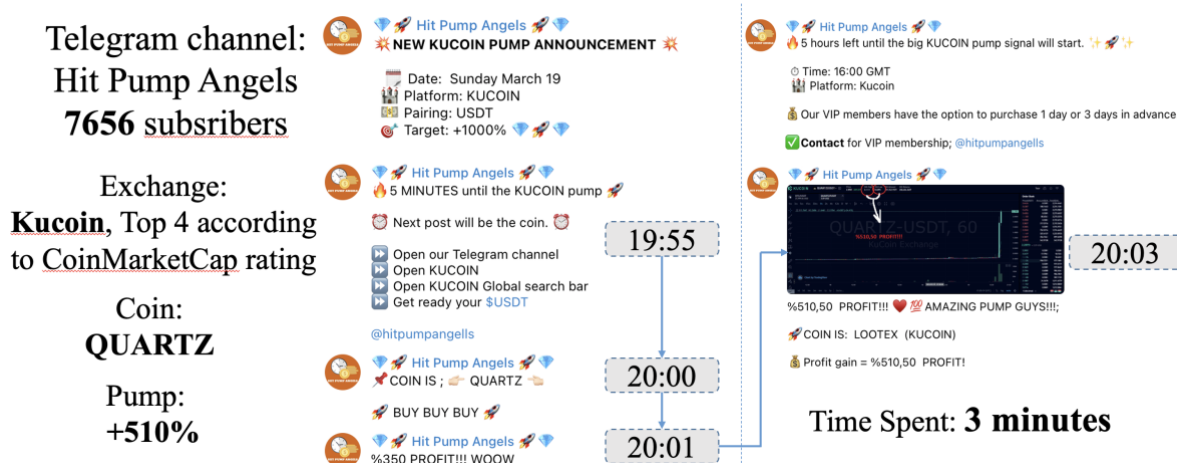 Telegram channel:
Hit Pump Angels
7656 subsribers
Exchange:
Kucoin, Top 4 according
to CoinMarketCap rating
Coin:
QUARTZ
Pump:
+510%
💎🚀 Hit Pump Angels 🚀💎
💥NEW KUCOIN PUMP ANNOUNCEMENT 💥
🗓 Date: Sunday March 19
🏰 Platform: KUCOIN
💵 Pairing: USDT
🎯 Target: +1000% 💎🚀💎
💎🚀 Hit Pump Angels 🚀💎
🔥5 MINUTES until the KUCOIN pump 🚀
⏰ Next post will be the coin. ⏰
⏩ Open our Telegram channel
⏩ Open KUCOIN
⏩ Open KUCOIN Global search bar
⏩ Get ready your $USDT
@hitpumpangells
19:55
💎🚀 Hit Pump Angels 🚀💎
📌COIN IS ; 👉🏻 QUARTZ 👈🏻
🚀 BUY BUY BUY 🚀
20:00
💎🚀 Hit Pump Angels 🚀💎
%350 PROFIT!!! WOOW
20:01
💎🚀 Hit Pump Angels 🚀💎
🔥5 hours left until the big KUCOIN pump signal will start. ✨🚀✨
⏱Time: 16:00 GMT
🏰 Platform: Kucoin
💰Our VIP members have the option to purchase 1 day or 3 days in advance
✅Contact for VIP membership; @hitpumpangells
💎🚀 Hit Pump Angels 🚀💎
QUARTZ-USDT, 60
KuCoin Exchange
%510,50 PROFIT!!!!
20:03
%510,50 PROFIT!!! ♥️ 💯 AMAZING PUMP GUYS!!!;
🚀COIN IS: LOOTEX (KUCOIN)
💰Profit gain = %510,50 PROFIT!
Time Spent: 3 minutes